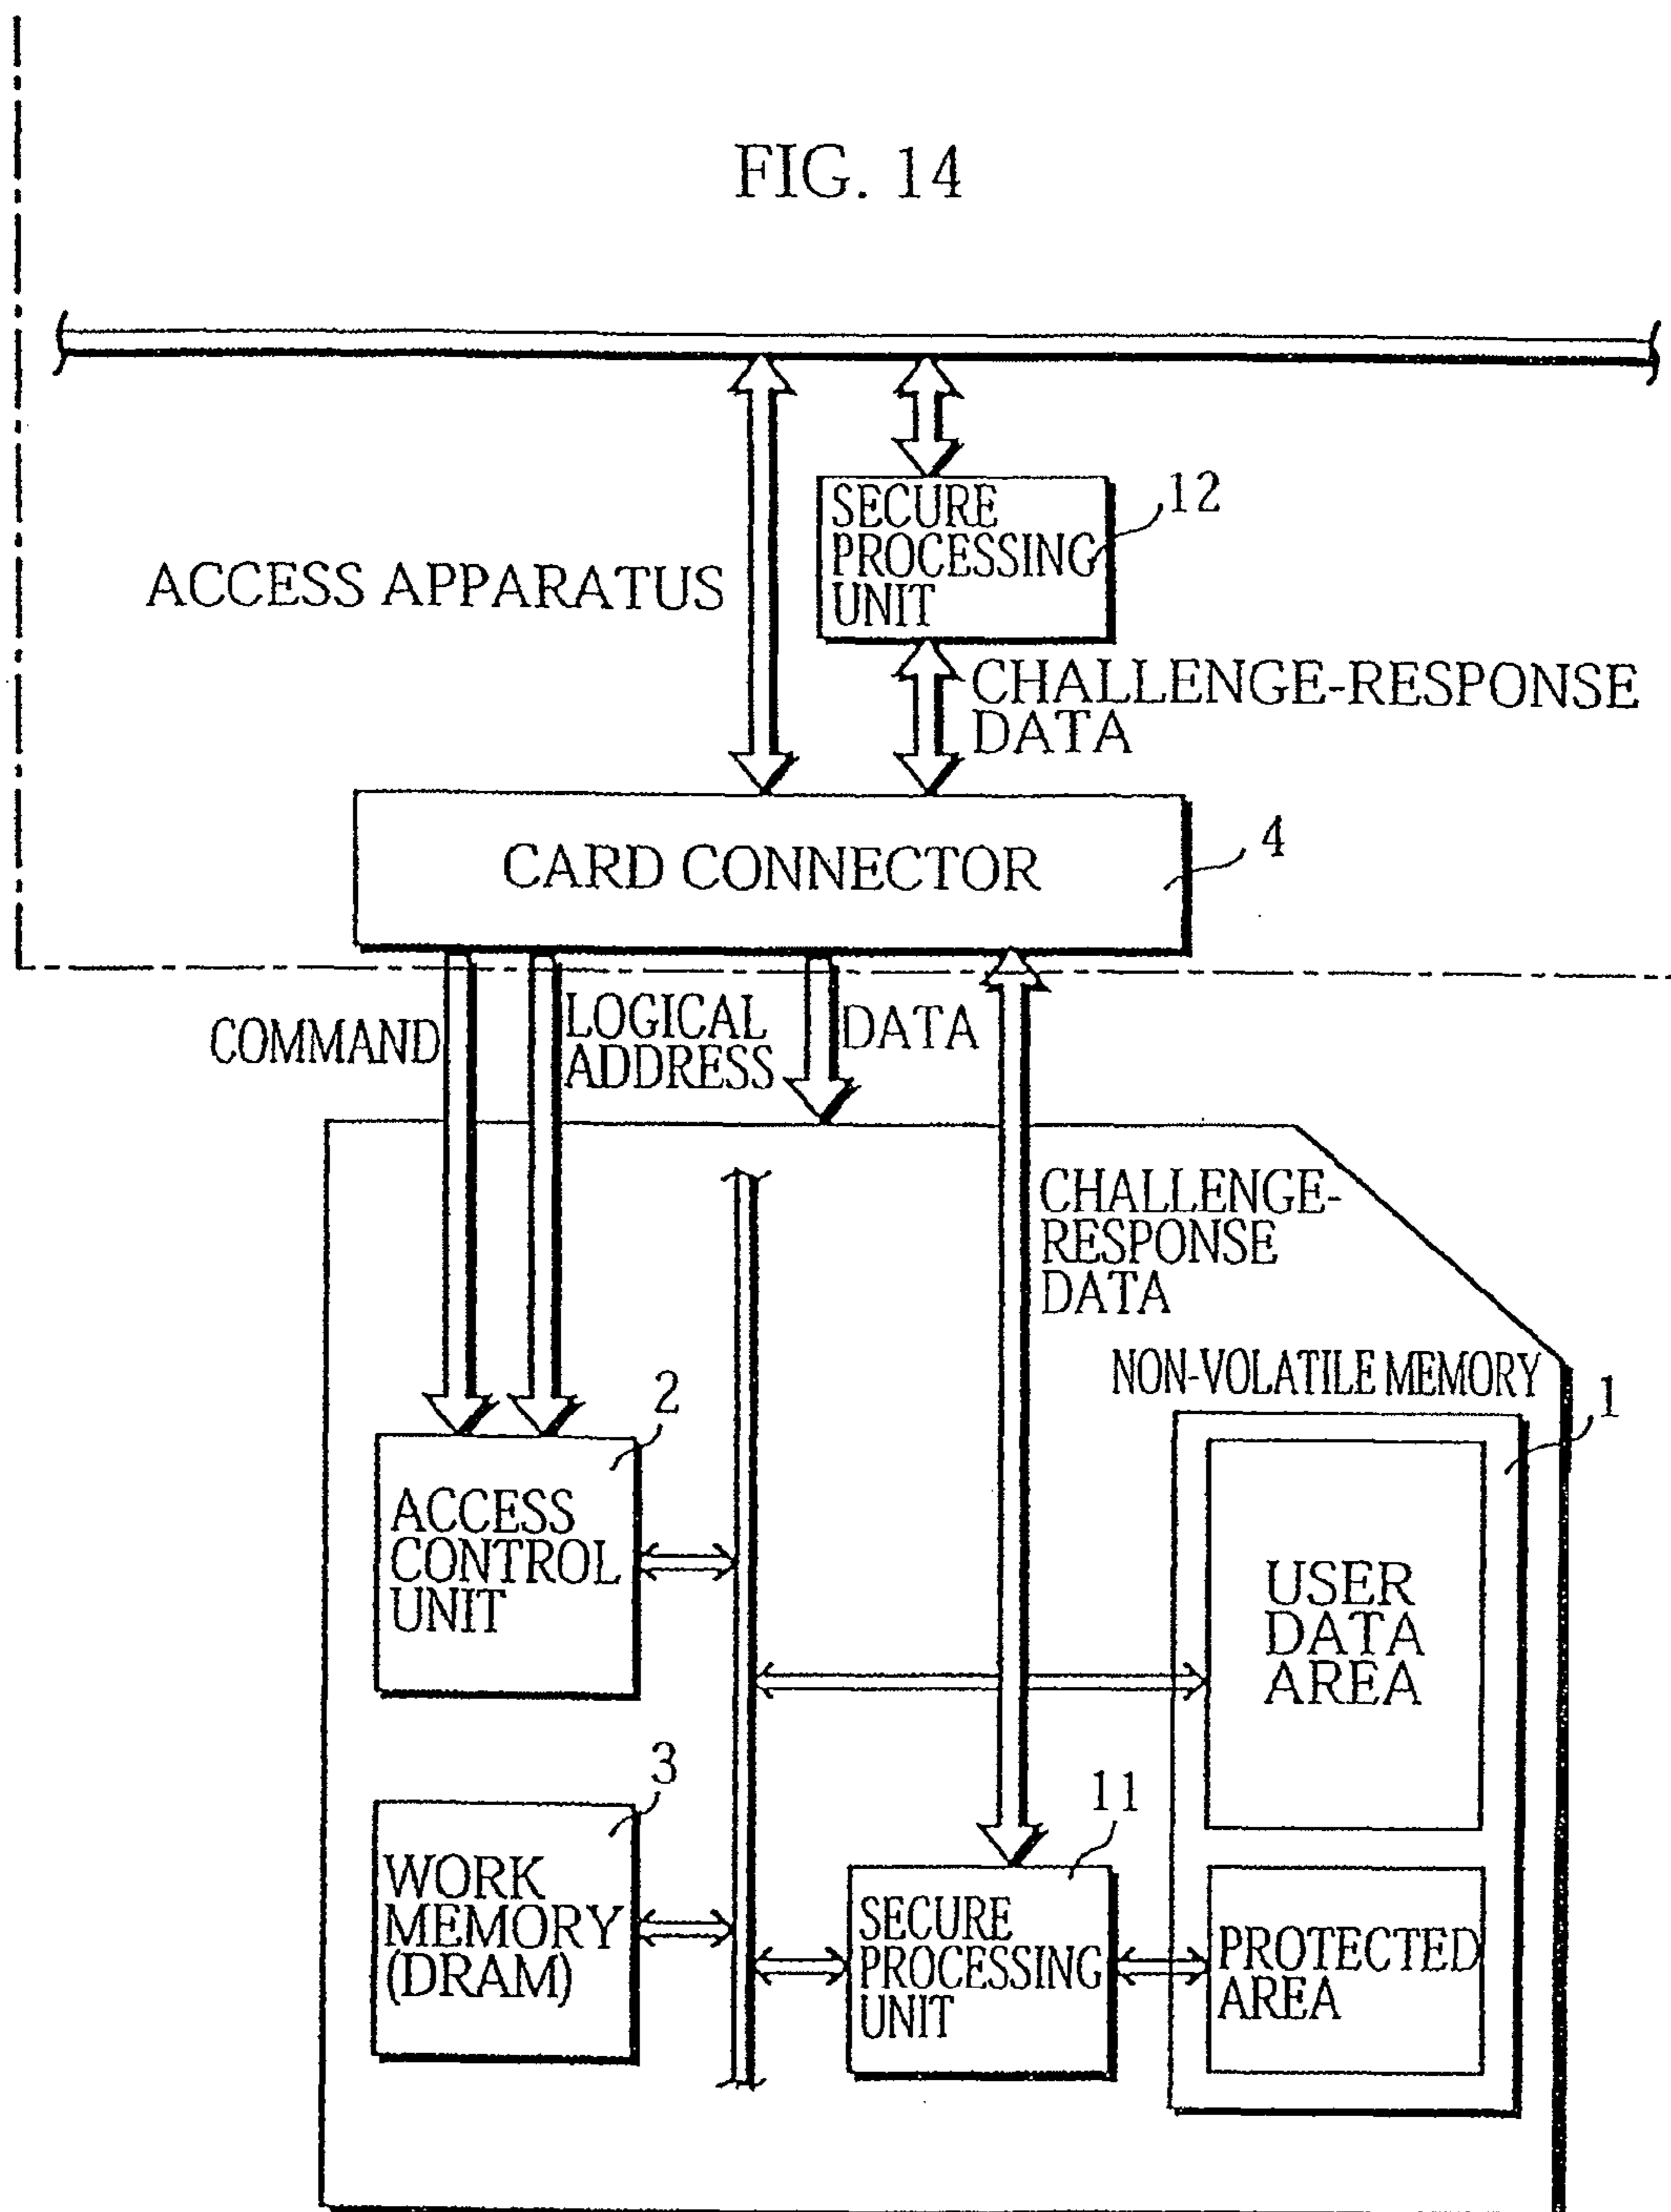 FIG. 14
SECURE
PROCESSING
UNIT
12
ACCESS APPARATUS
CHALLENGE-RESPONSE
DATA
CARD CONNECTOR
4
COMMAND
LOGICAL
ADDRESS
DATA
CHALLENGE-
RESPONSE
DATA
NON-VOLATILE MEMORY
1
2
ACCESS
CONTROL
UNIT
USER
DATA
AREA
3
WORK
MEMORY
(DRAM)
11
SECURE
PROCESSING
UNIT
PROTECTED
AREA